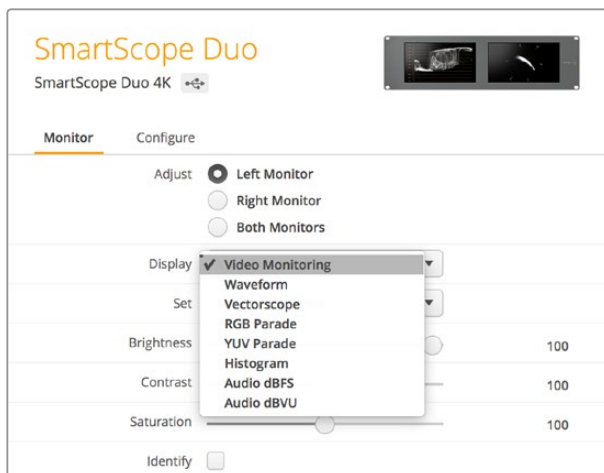 SmartScope Duo
SmartScope Duo 4K
Monitor Configure
Adjust Left Monitor
Right Monitor
Both Monitors
Display ✓ Video Monitoring
Waveform
Set Vectorscope
RGB Parade
Brightness YUV Parade 100
Histogram
Contrast Audio dBFS 100
Audio dBVU
Saturation 100
Identify